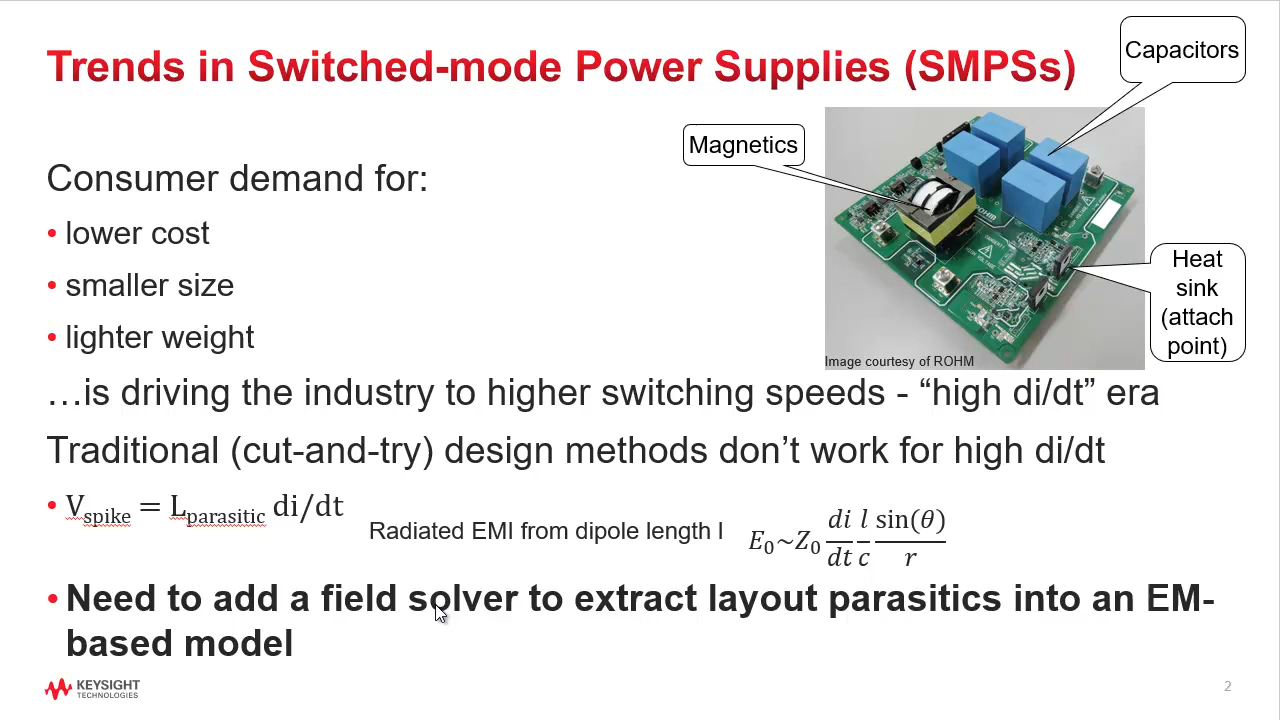 Trends in Switched-mode Power Supplies (SMPSs)
Capacitors
Magnetics
Consumer demand for:
• lower cost
• smaller size
• lighter weight
Heat
sink
(attach
point)
Image courtesy of ROHM
…is driving the industry to higher switching speeds - “high di/dt” era
Traditional (cut-and-try) design methods don’t work for high di/dt
• V_spike = L_parasitic di/dt
Radiated EMI from dipole length l
E_0~Z_0 di/dt l/c sin(θ)/r
• Need to add a field solver to extract layout parasitics into an EM-
based model
KEYSIGHT
TECHNOLOGIES
2